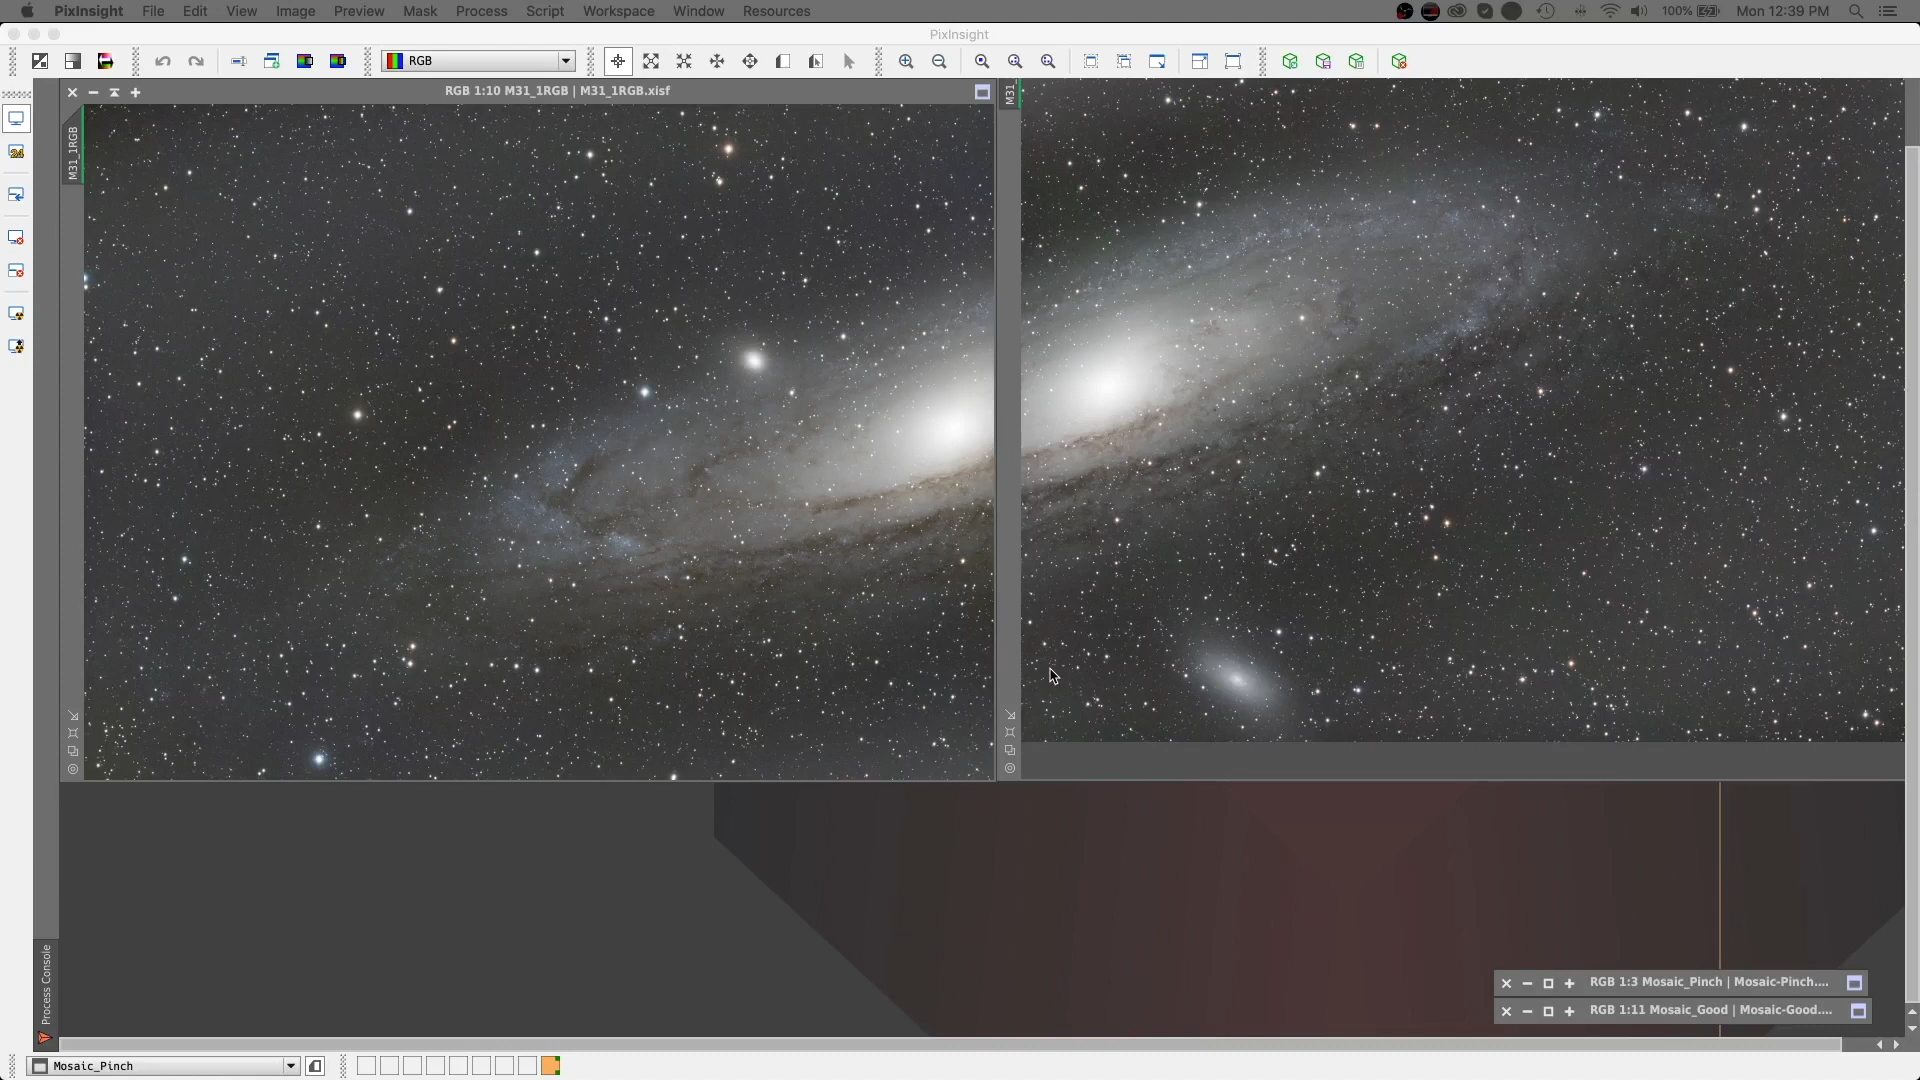 PixInsight File Edit View Image Preview Mask Process Script Workspace Window Resources 100% Mon 12:39 PM
PixInsight
RGB
RGB 1:10 M31_1RGB | M31_1RGB.xisf
M31_1RGB
M31
24
Process Console
RGB 1:3 Mosaic_Pinch | Mosaic-Pinch....
RGB 1:11 Mosaic_Good | Mosaic-Good....
Mosaic_Pinch